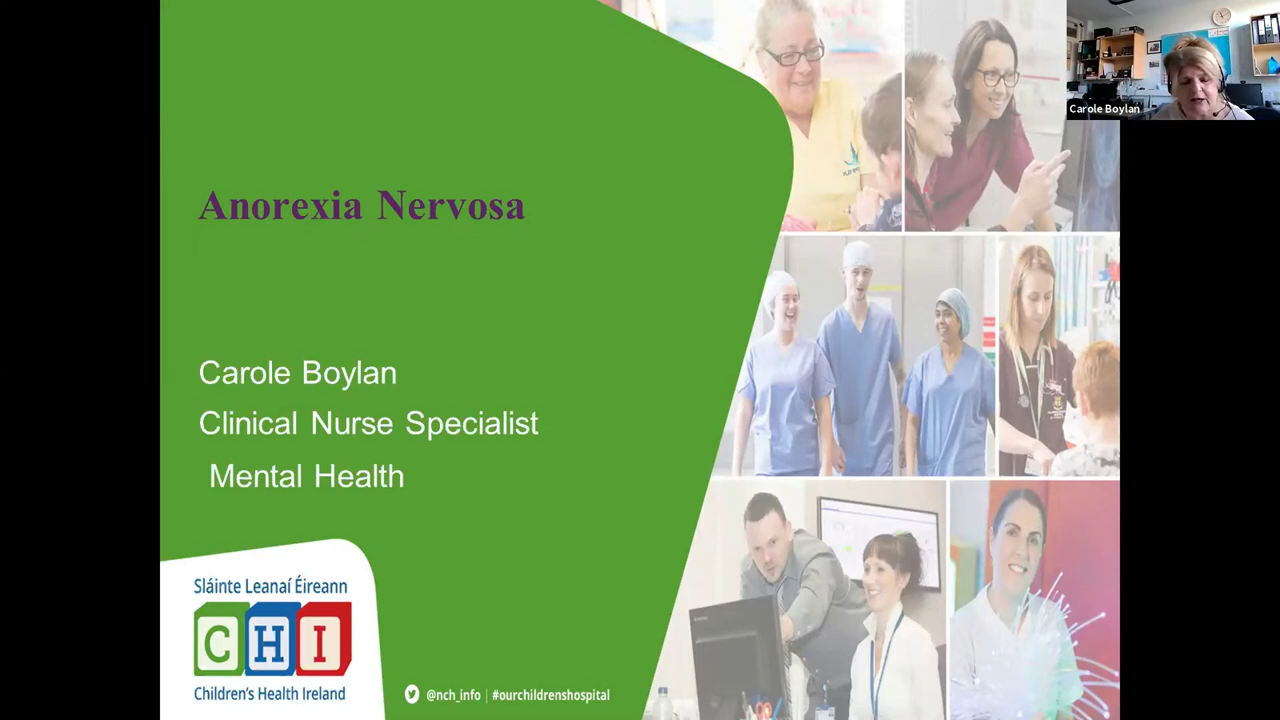 Carole Boylan
Anorexia Nervosa
Carole Boylan
Clinical Nurse Specialist
Mental Health
Sláinte Leanaí Éireann
CHI
Children's Health Ireland
@nch_info | #ourchildrenshospital